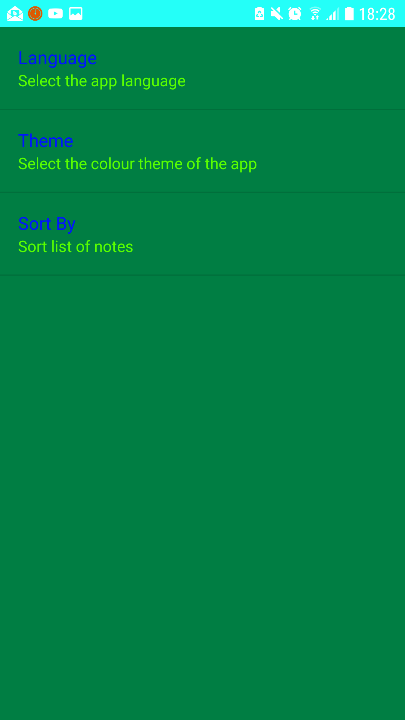 18:28
Language
Select the app language
Theme
Select the colour theme of the app
Sort By
Sort list of notes